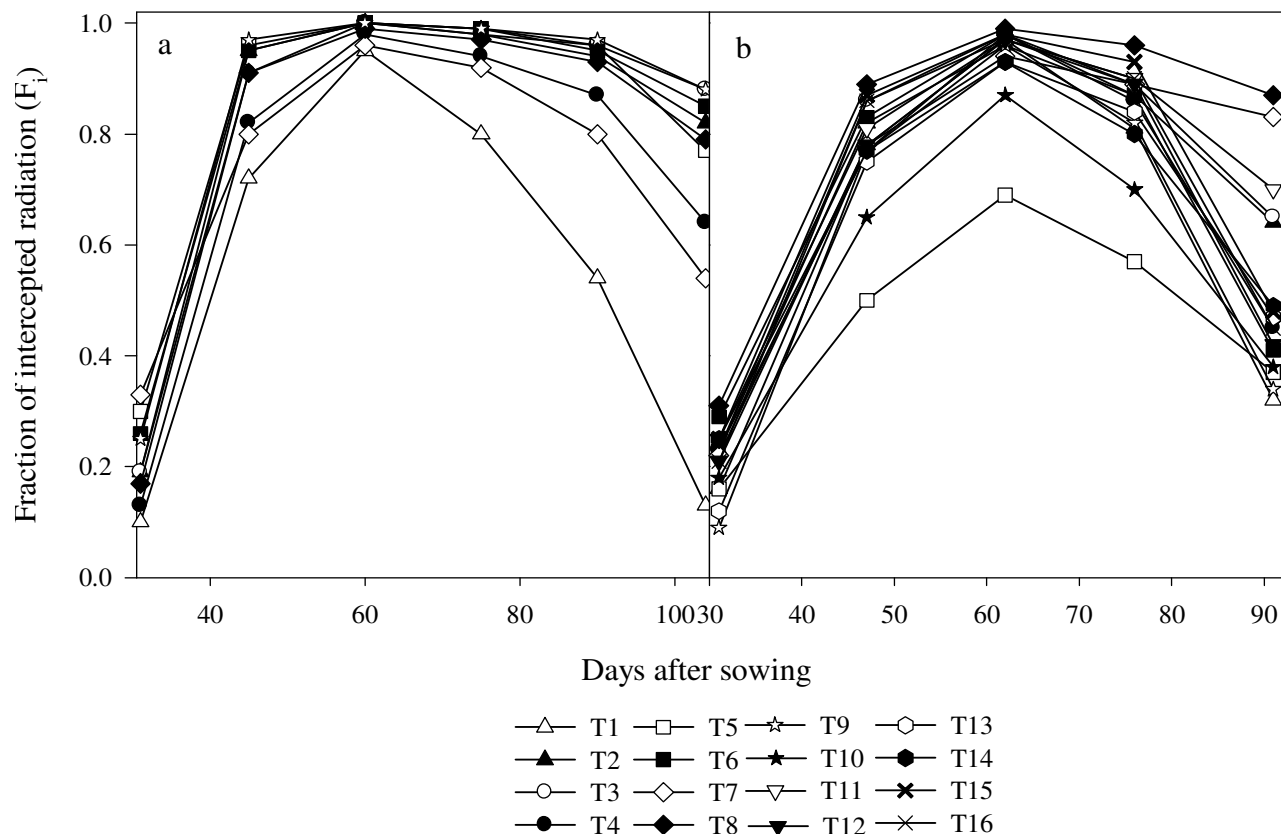 Fraction of intercepted radiation (Fi)
1.0
0.8
0.6
0.4
0.2
0.0
a
b
40 60 80 100 30 40 50 60 70 80 90
Days after sowing
T1 T5 T9 T13
T2 T6 T10 T14
T3 T7 T11 T15
T4 T8 T12 T16